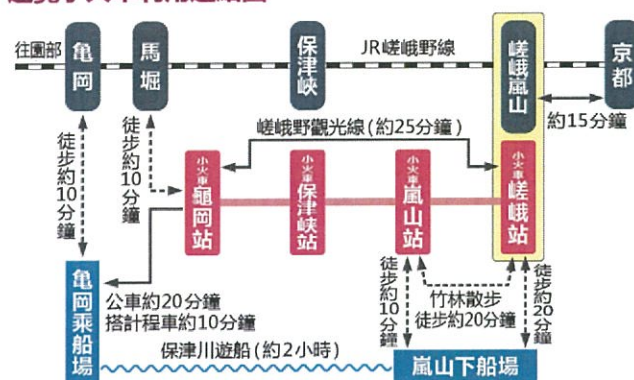 往園部
亀岡
馬堀
保津峡
JR嵯峨野線
嵯峨嵐山
京都
約15分鐘
徒步約10分鐘
徒步約10分鐘
嵯峨野觀光線(約25分鐘)
小火車 龜岡站
小火車 保津峡站
小火車 嵐山站
小火車 嵯峨站
亀岡乘船場
公車約20分鐘
搭計程車約10分鐘
徒步約10分鐘
竹林散步
徒步約20分鐘
徒步約20分鐘
保津川遊船(約2小時)
嵐山下船場